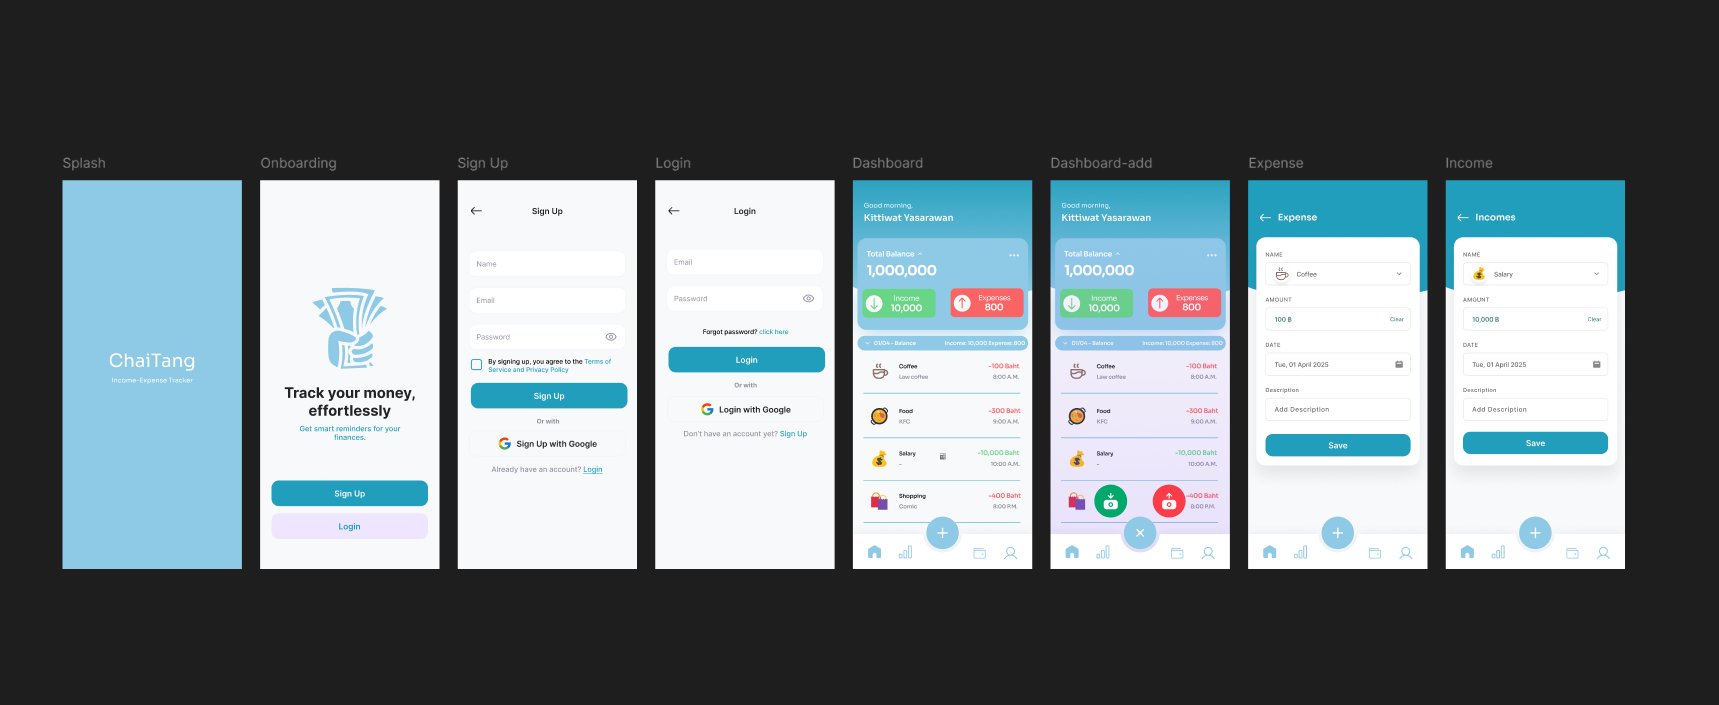 Splash
ChaiTang
Income-Expense Tracker
Onboarding
Track your money,
effortlessly
Get smart reminders for your
finances.
Sign Up
Login
Sign Up
Sign Up
Name
Email
Password
By signing up, you agree to the Terms of
Service and Privacy Policy
Sign Up
Or with
Sign Up with Google
Already have an account? Login
Login
Login
Email
Password
Forgot password? click here
Login
Or with
Login with Google
Don't have an account yet? Sign Up
Dashboard
Good morning,
Kittiwat Yasarawan
Total Balance
1,000,000
Income
10,000
Expenses
800
01/04 - Balance
Income: 10,000 Expense: 800
Coffee
-100 Baht
Law coffee
8:00 A.M.
Food
-300 Baht
KFC
9:00 A.M.
Salary
-10,000 Baht
-
10:00 A.M.
Shopping
-400 Baht
Comic
8:00 P.M.
Dashboard-add
Good morning,
Kittiwat Yasarawan
Total Balance
1,000,000
Income
10,000
Expenses
800
01/04 - Balance
Income: 10,000 Expense: 800
Coffee
-100 Baht
Law coffee
8:00 A.M.
Food
-300 Baht
KFC
9:00 A.M.
Salary
-10,000 Baht
-
10:00 A.M.
Shopping
-400 Baht
Comic
8:00 P.M.
Expense
Expense
NAME
Coffee
AMOUNT
100 ฿
Clear
DATE
Tue, 01 April 2025
Description
Add Description
Save
Income
Incomes
NAME
Salary
AMOUNT
10,000 ฿
Clear
DATE
Tue, 01 April 2025
Description
Add Description
Save